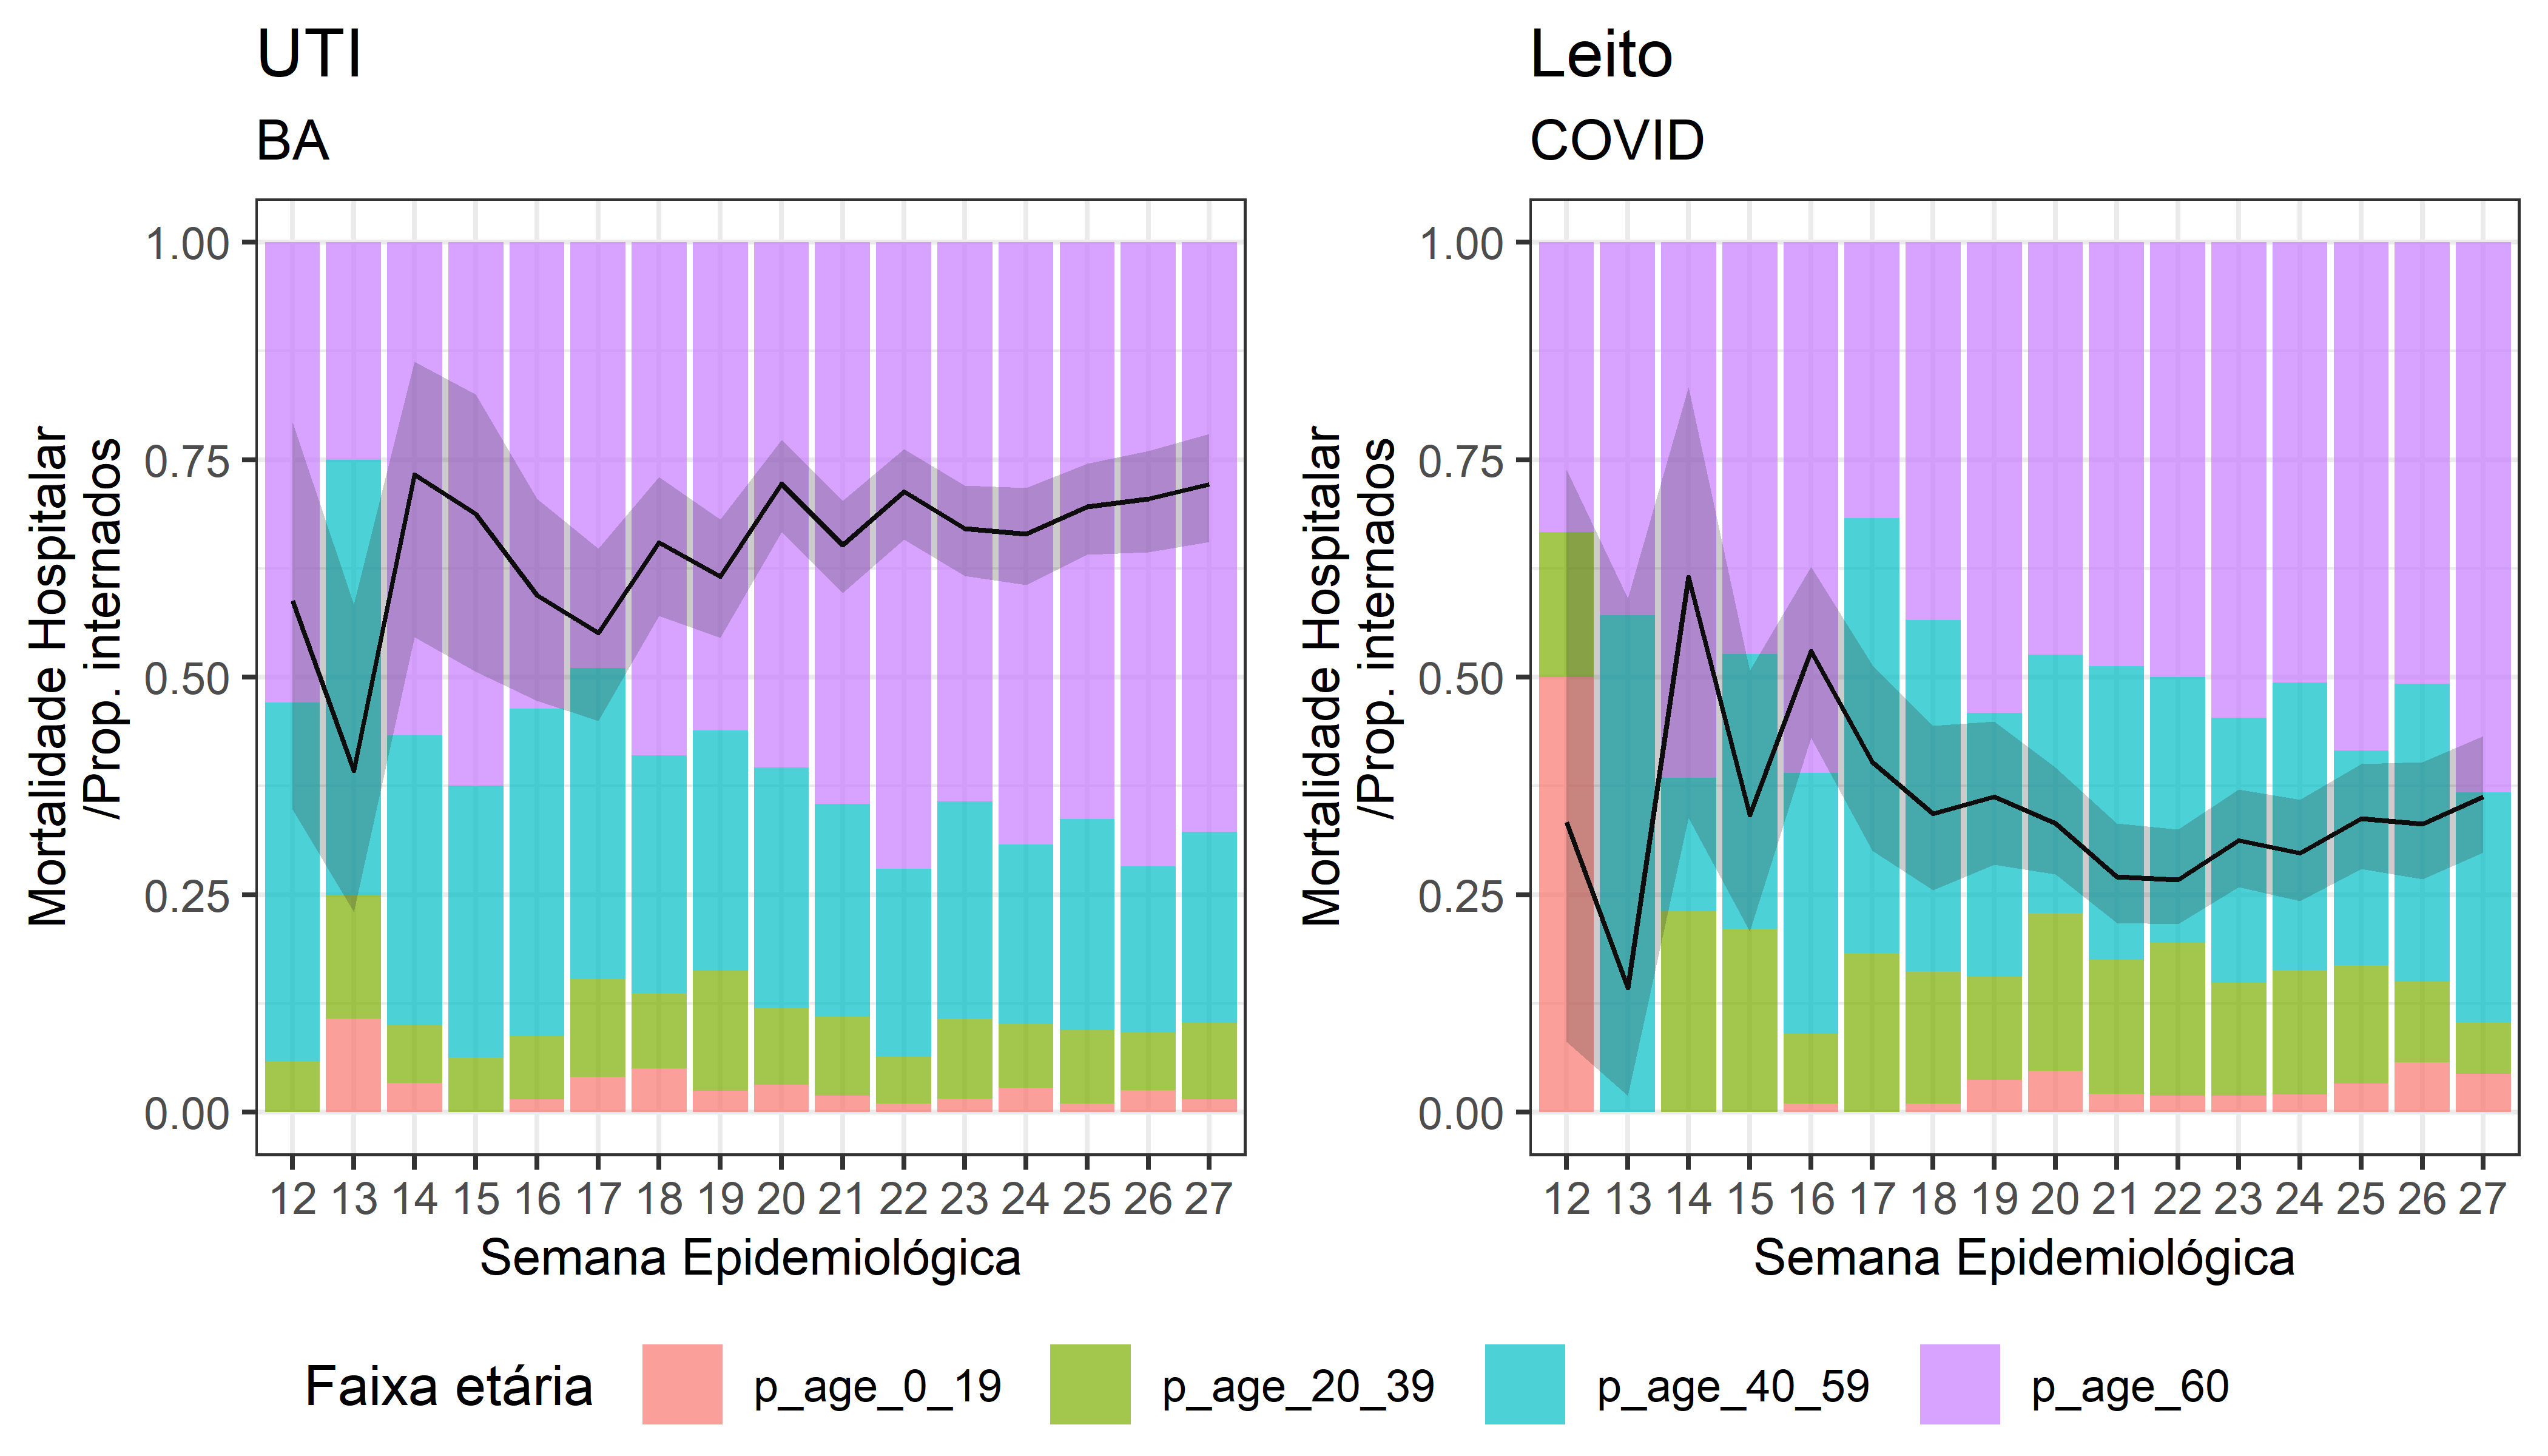 UTI
BA
Mortalidade Hospitalar
/Prop. internados
1.00
0.75
0.50
0.25
0.00
12 13 14 15 16 17 18 19 20 21 22 23 24 25 26 27
Semana Epidemiológica
Leito
COVID
Mortalidade Hospitalar
/Prop. internados
1.00
0.75
0.50
0.25
0.00
12 13 14 15 16 17 18 19 20 21 22 23 24 25 26 27
Semana Epidemiológica
Faixa etária p_age_0_19 p_age_20_39 p_age_40_59 p_age_60